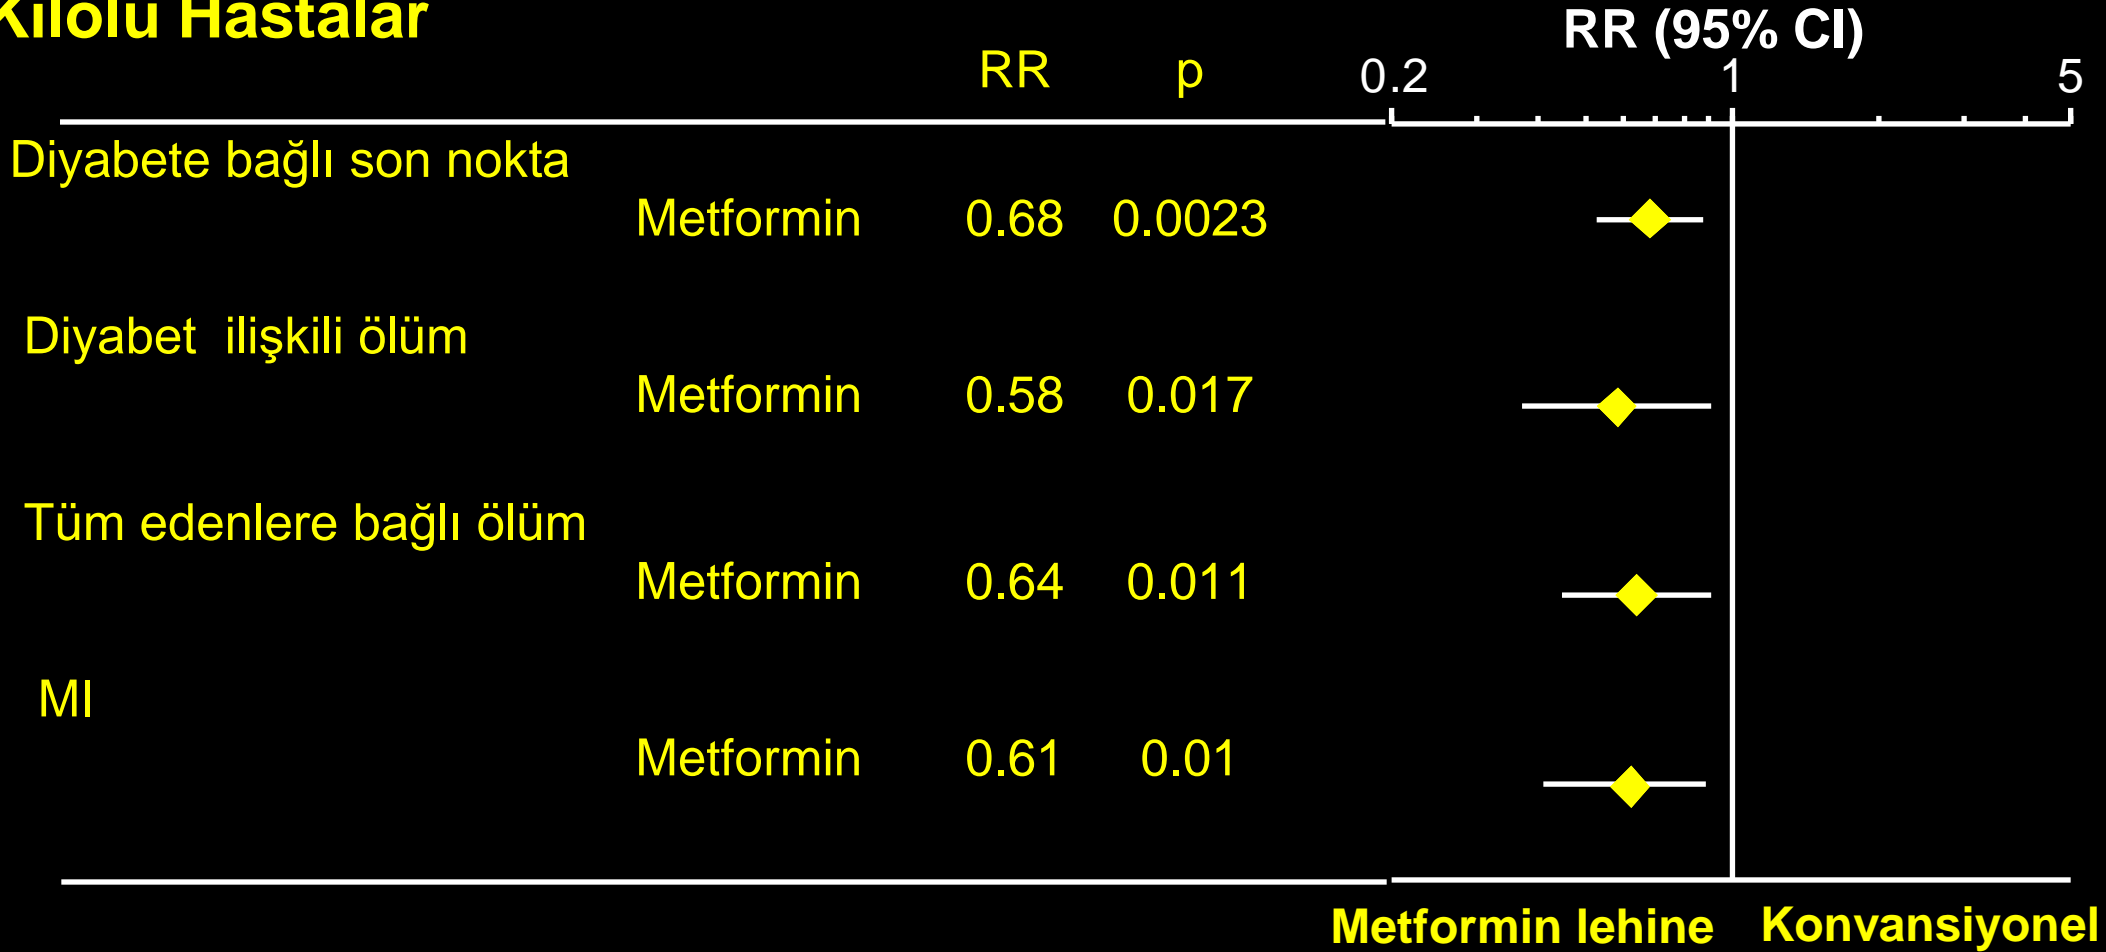 Kilolu Hastalar
RR (95% CI)
RR p 0.2 1 5
Diyabete bağlı son nokta
Metformin 0.68 0.0023
Diyabet ilişkili ölüm
Metformin 0.58 0.017
Tüm edenlere bağlı ölüm
Metformin 0.64 0.011
MI
Metformin 0.61 0.01
Metformin lehine Konvansiyonel